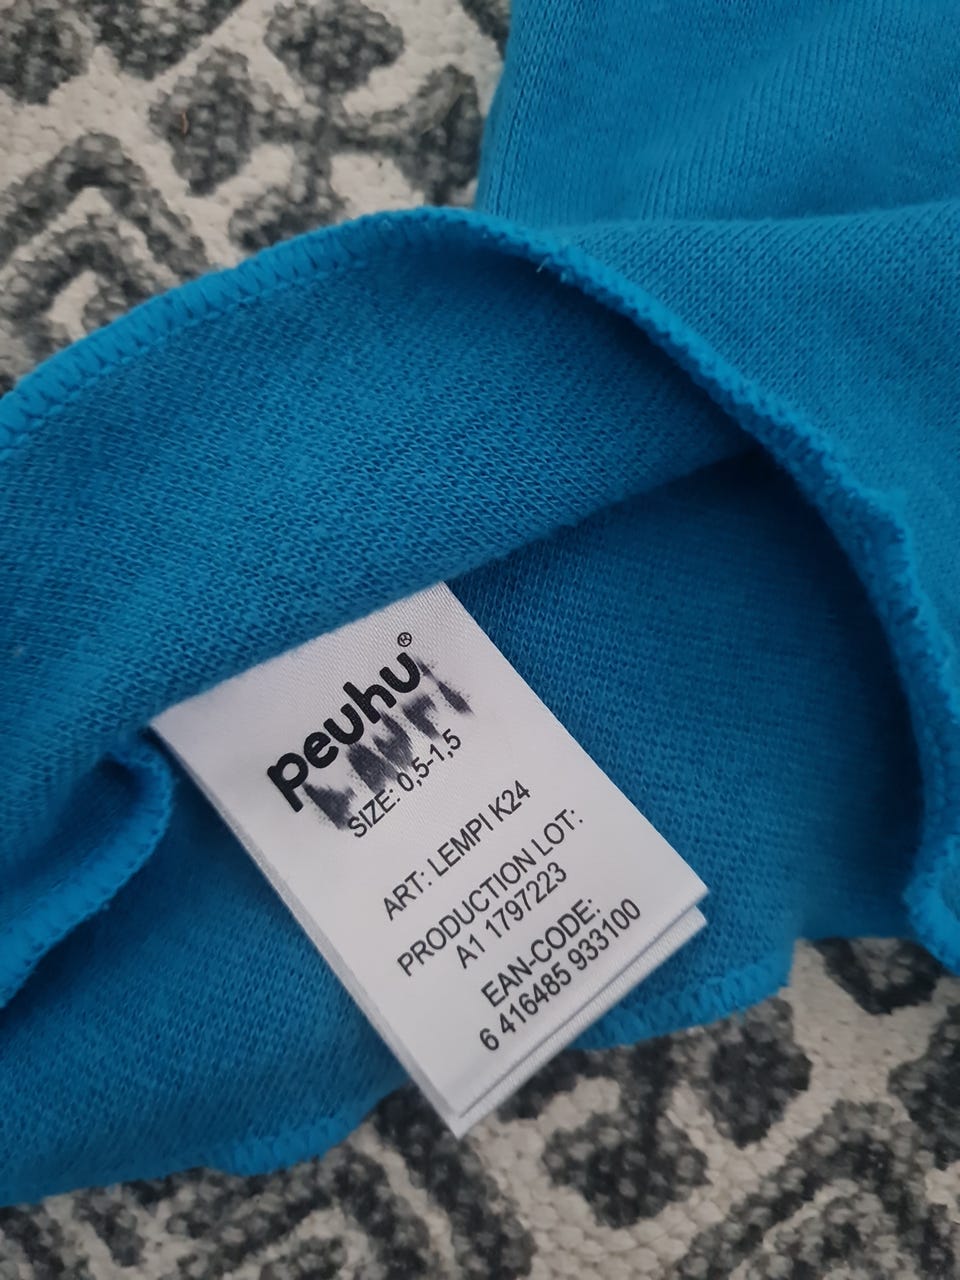 peuhu®
SIZE: 0,5-1,5
ART: LEMPI K24
PRODUCTION LOT:
A1 1797223
EAN-CODE:
6 416485 933100